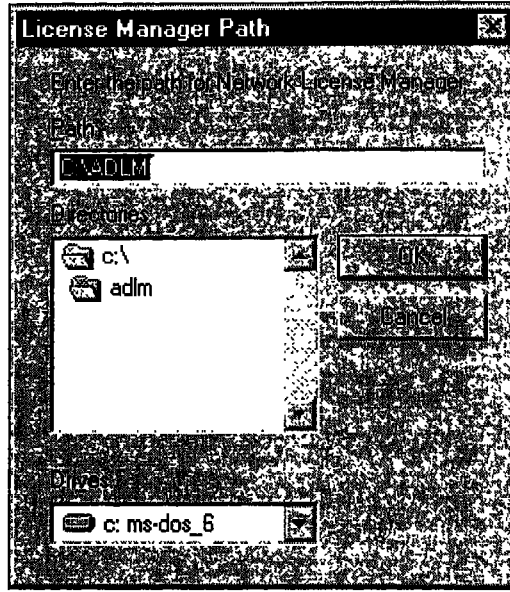 License Manager Path
Enter the path for Network License Manager
Path:
C:\ADLM
Directories:
c:\
adlm
OK
Cancel
Drives:
c: ms-dos_6